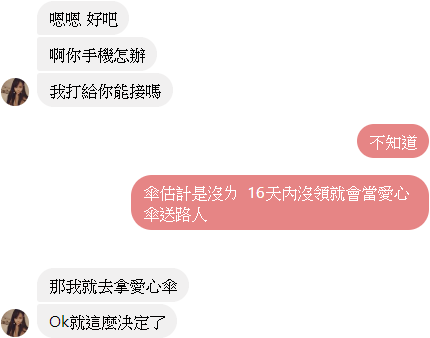 嗯嗯 好吧
啊你手機怎辦
我打給你能接嗎
不知道
傘估計是沒ㄌ 16天內沒領就會當愛心
傘送路人
那我就去拿愛心傘
Ok就這麼決定了